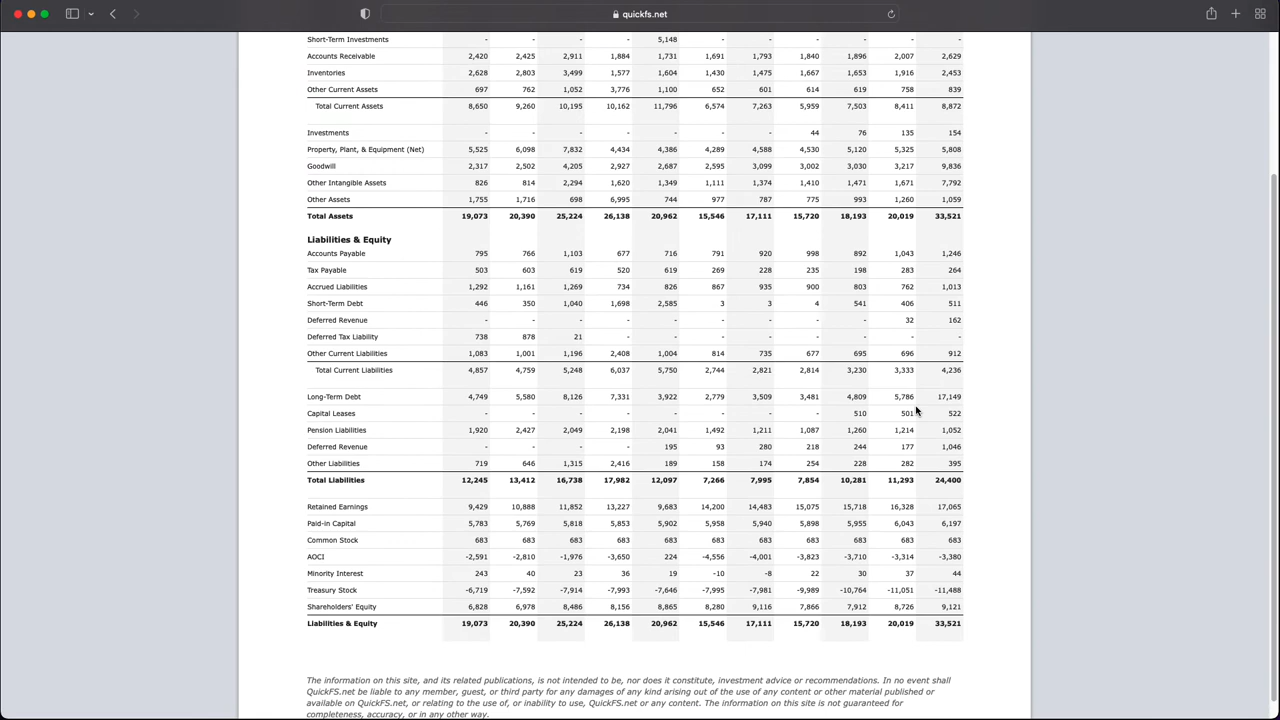 quickfs.net
Short-Term Investments - - - - 5,148 - - - - - -
Accounts Receivable 2,420 2,425 2,911 1,884 1,731 1,691 1,793 1,840 1,896 2,007 2,629
Inventories 2,628 2,803 3,499 1,577 1,604 1,430 1,475 1,667 1,653 1,916 2,453
Other Current Assets 697 762 1,052 3,776 1,100 652 601 614 619 758 839
Total Current Assets 8,650 9,260 10,195 10,162 11,796 6,574 7,263 5,959 7,503 8,411 8,872
Investments - - - - - - - 44 76 135 154
Property, Plant, & Equipment (Net) 5,525 6,098 7,832 4,434 4,386 4,289 4,588 4,530 5,120 5,325 5,808
Goodwill 2,317 2,502 4,205 2,927 2,687 2,595 3,099 3,002 3,030 3,217 9,836
Other Intangible Assets 826 814 2,294 1,620 1,349 1,111 1,374 1,410 1,471 1,671 7,792
Other Assets 1,755 1,716 698 6,995 744 977 787 775 993 1,260 1,059
Total Assets 19,073 20,390 25,224 26,138 20,962 15,546 17,111 15,720 18,193 20,019 33,521
Liabilities & Equity
Accounts Payable 795 766 1,103 677 716 791 920 998 892 1,043 1,246
Tax Payable 503 603 619 520 619 269 228 235 198 283 264
Accrued Liabilities 1,292 1,161 1,269 734 826 867 935 900 803 762 1,013
Short-Term Debt 446 350 1,040 1,698 2,585 3 3 4 541 406 511
Deferred Revenue - - - - - - - - - 32 162
Deferred Tax Liability 738 878 21 - - - - - - - -
Other Current Liabilities 1,083 1,001 1,196 2,408 1,004 814 735 677 695 696 912
Total Current Liabilities 4,857 4,759 5,248 6,037 5,750 2,744 2,821 2,814 3,230 3,333 4,236
Long-Term Debt 4,749 5,580 8,126 7,331 3,922 2,779 3,509 3,481 4,809 5,786 17,149
Capital Leases - - - - - - - - 510 501 522
Pension Liabilities 1,920 2,427 2,049 2,198 2,041 1,492 1,211 1,087 1,260 1,214 1,052
Deferred Revenue - - - - 195 93 280 218 244 177 1,046
Other Liabilities 719 646 1,315 2,416 189 158 174 254 228 282 395
Total Liabilities 12,245 13,412 16,738 17,982 12,097 7,266 7,995 7,854 10,281 11,293 24,400
Retained Earnings 9,429 10,888 11,852 13,227 9,683 14,200 14,483 15,075 15,718 16,328 17,065
Paid-in Capital 5,783 5,769 5,818 5,853 5,902 5,958 5,940 5,898 5,955 6,043 6,197
Common Stock 683 683 683 683 683 683 683 683 683 683 683
AOCI -2,591 -2,810 -1,976 -3,650 224 -4,556 -4,001 -3,823 -3,710 -3,314 -3,380
Minority Interest 243 40 23 36 19 -10 -8 22 30 37 44
Treasury Stock -6,719 -7,592 -7,914 -7,993 -7,646 -7,995 -7,981 -9,989 -10,764 -11,051 -11,488
Shareholders' Equity 6,828 6,978 8,486 8,156 8,865 8,280 9,116 7,866 7,912 8,726 9,121
Liabilities & Equity 19,073 20,390 25,224 26,138 20,962 15,546 17,111 15,720 18,193 20,019 33,521
The information on this site, and its related publications, is not intended to be, nor does it constitute, investment advice or recommendations. In no event shall
QuickFS.net be liable to any member, guest, or third party for any damages of any kind arising out of the use of any content or other material published or
available on QuickFS.net, or relating to the use of, or inability to use, QuickFS.net or any content. The information on this site is not guaranteed for
completeness, accuracy, or in any other way.